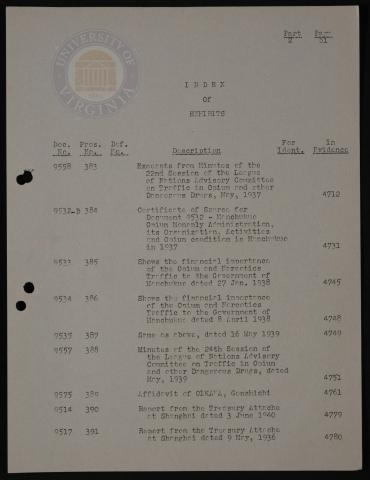 UNIVERSITY of VIRGINIA
Part Page
2
I N D E X
Of
EXHIBITS
Doc. Pros. Def. For In
No. No. No. Description Ident. Evidence
9558 383 Excerpts from Minutes of the
22nd Session of the League
of Nations Advisory Committee
on Traffic in Opium and other
Dangerous Drugs, May, 1937 4712
9532-B 384 Certificate of Source for
Document 9532 - Manchukuo
Opium Monopoly Administration,
its Organization, Activities
and Opium condition in Manchukuo
in 1937 4731
9533 385 Shows the financial importance
of the Opium and Narcotics
Traffic to the Government of
Manchukuo dated 27 Jan. 1938 4745
9534 386 Shows the financial importance
of the Opium and Narcotics
Traffic to the Government of
Manchukuo dated 8 April 1938 4748
9535 387 Same as above, dated 16 May 1939 4749
9557 388 Minutes of the 24th Session of
the League of Nations Advisory
Committee on Traffic in Opium
and other Dangerous Drugs, dated
May, 1939 4751
9575 389 Affidavit of OIKAWA, Genshichi 4761
9514 390 Report from the Treasury Attache
at Shanghai dated 3 June 1940 4779
9517 391 Report from the Treasury Attache
at Shanghai dated 9 May, 1936 4780